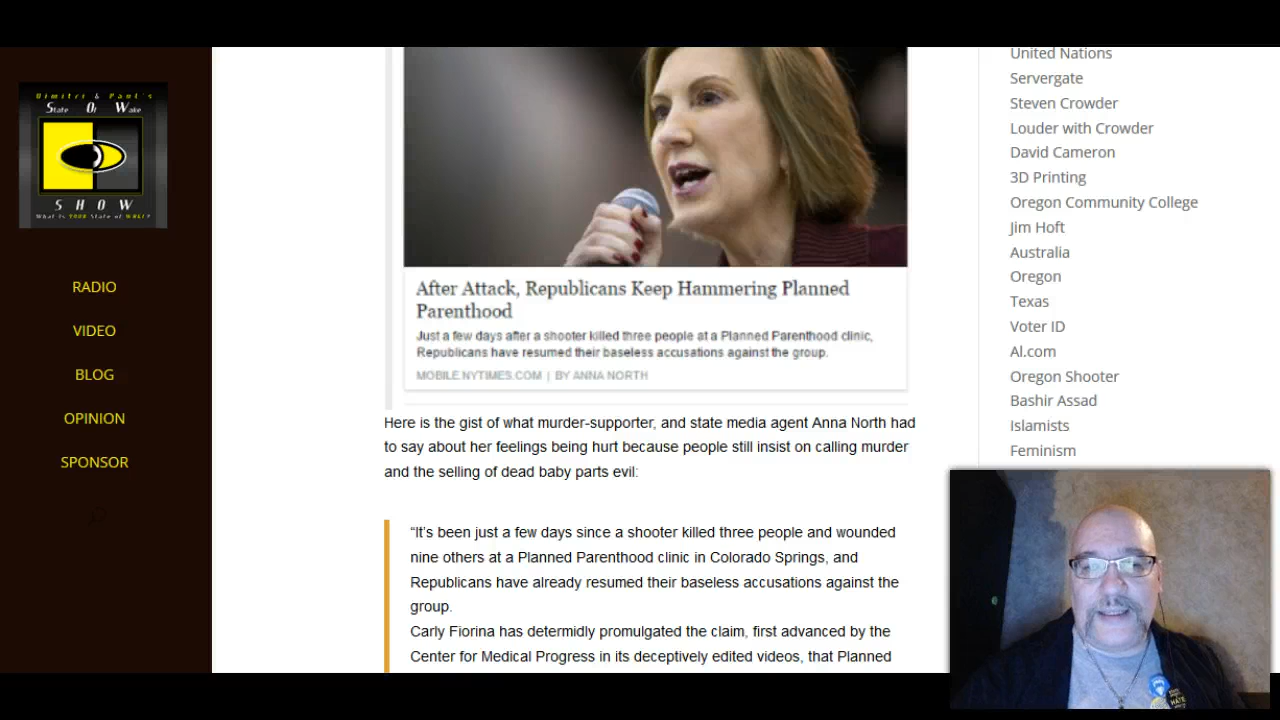 Dimiter & Paul's
State Of Wake
SHOW
What Is YOUR State of WAKE?
RADIO
VIDEO
BLOG
OPINION
SPONSOR
After Attack, Republicans Keep Hammering Planned
Parenthood
Just a few days after a shooter killed three people at a Planned Parenthood clinic,
Republicans have resumed their baseless accusations against the group.
MOBILE.NYTIMES.COM | BY ANNA NORTH
Here is the gist of what murder-supporter, and state media agent Anna North had
to say about her feelings being hurt because people still insist on calling murder
and the selling of dead baby parts evil:
“It’s been just a few days since a shooter killed three people and wounded
nine others at a Planned Parenthood clinic in Colorado Springs, and
Republicans have already resumed their baseless accusations against the
group.
Carly Fiorina has determidly promulgated the claim, first advanced by the
Center for Medical Progress in its deceptively edited videos, that Planned
United Nations
Servergate
Steven Crowder
Louder with Crowder
David Cameron
3D Printing
Oregon Community College
Jim Hoft
Australia
Oregon
Texas
Voter ID
Al.com
Oregon Shooter
Bashir Assad
Islamists
Feminism
HATE